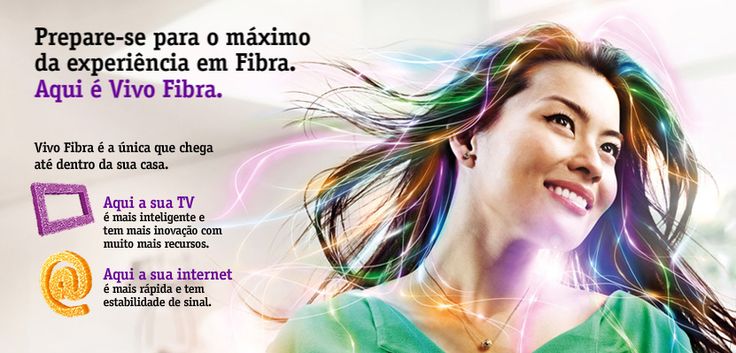 Prepare-se para o máximo
da experiência em Fibra.
Aqui é Vivo Fibra.
Vivo Fibra é a única que chega
até dentro da sua casa.
Aqui a sua TV
é mais inteligente e
tem mais inovação com
muito mais recursos.
@
Aqui a sua internet
é mais rápida e tem
estabilidade de sinal.